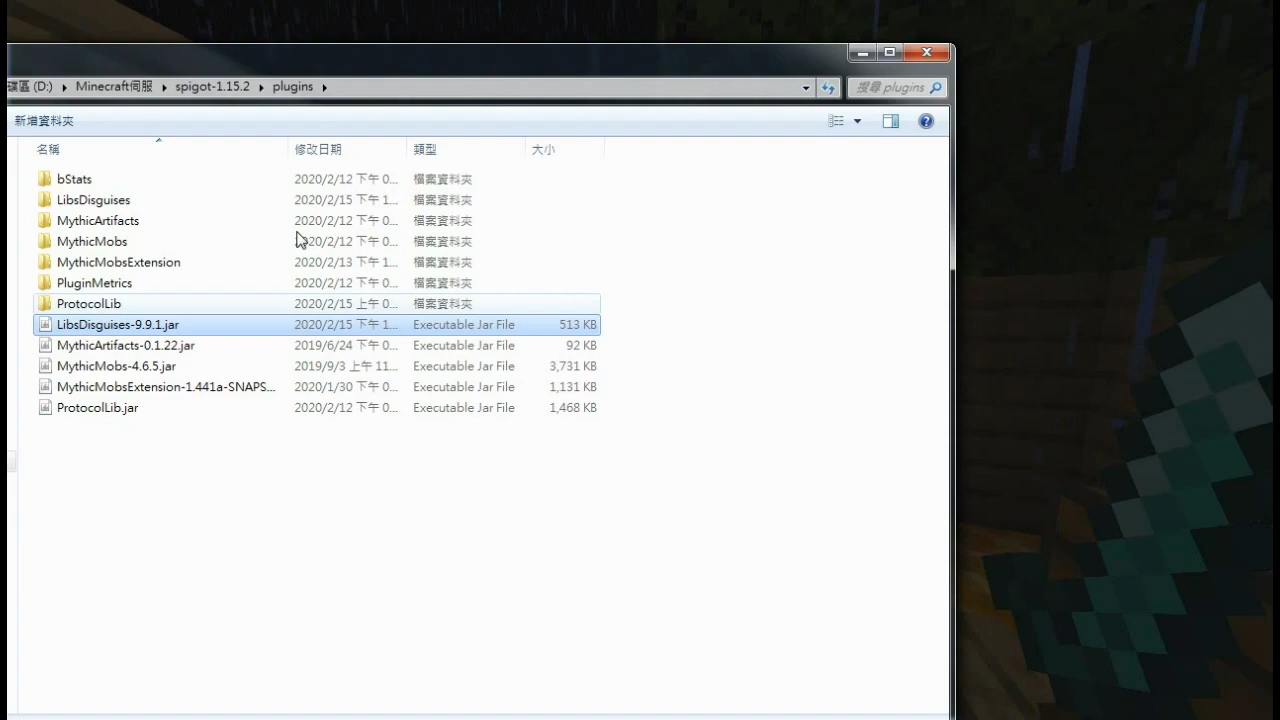 磁區 (D:) ▸ Minecraft伺服 ▸ spigot-1.15.2 ▸ plugins ▸ 搜尋 plugins
新增資料夾
名稱 修改日期 類型 大小
bStats 2020/2/12 下午 0... 檔案資料夾
LibsDisguises 2020/2/15 下午 1... 檔案資料夾
MythicArtifacts 2020/2/12 下午 0... 檔案資料夾
MythicMobs 2020/2/12 下午 0... 檔案資料夾
MythicMobsExtension 2020/2/13 下午 1... 檔案資料夾
PluginMetrics 2020/2/12 下午 0... 檔案資料夾
ProtocolLib 2020/2/15 上午 0... 檔案資料夾
LibsDisguises-9.9.1.jar 2020/2/15 下午 1... Executable Jar File 513 KB
MythicArtifacts-0.1.22.jar 2019/6/24 下午 0... Executable Jar File 92 KB
MythicMobs-4.6.5.jar 2019/9/3 上午 11... Executable Jar File 3,731 KB
MythicMobsExtension-1.441a-SNAPS... 2020/1/30 下午 0... Executable Jar File 1,131 KB
ProtocolLib.jar 2020/2/12 下午 0... Executable Jar File 1,468 KB